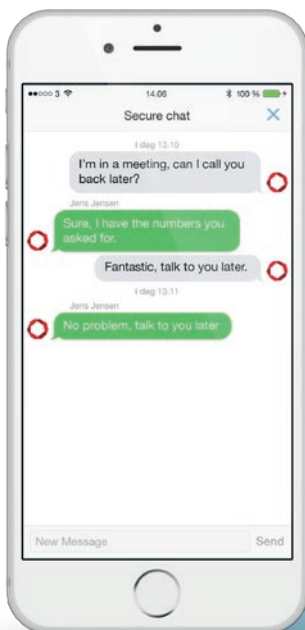 3 14.06 100 %
Secure chat
i dag 13.10
I'm in a meeting, can I call you
back later?
Jens Jensen
Sure, I have the numbers you
asked for.
Fantastic, talk to you later.
i dag 13.11
Jens Jensen
No problem, talk to you later
New Message Send